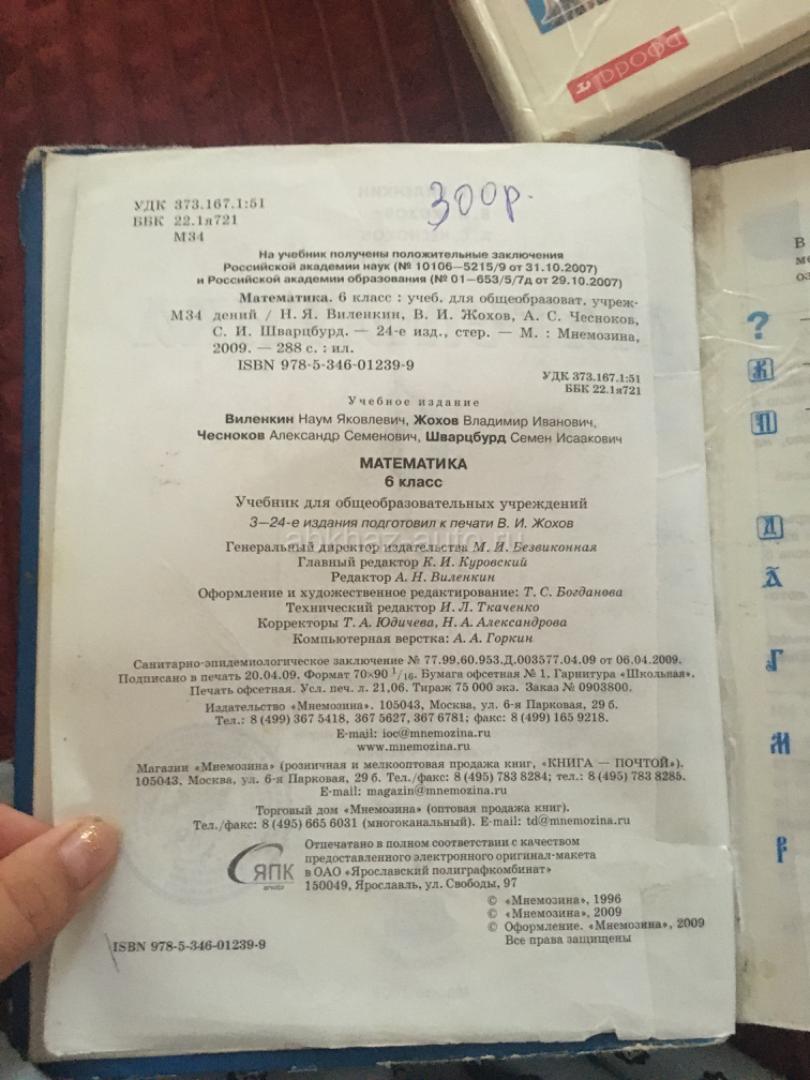 Дрофа
300р.
УДК 373.167.1:51
ББК 22.1я721
М34
На учебник получены положительные заключения
Российской академии наук (№ 10106—5215/9 от 31.10.2007)
и Российской академии образования (№ 01—653/5/7д от 29.10.2007)
Математика. 6 класс : учеб. для общеобразоват. учреж-
М34 дений / Н. Я. Виленкин, В. И. Жохов, А. С. Чесноков,
С. И. Шварцбурд. — 24-е изд., стер. — М. : Мнемозина,
2009. — 288 с. : ил.
ISBN 978-5-346-01239-9
УДК 373.167.1:51
ББК 22.1я721
Учебное издание
Виленкин Наум Яковлевич, Жохов Владимир Иванович,
Чесноков Александр Семенович, Шварцбурд Семен Исаакович
МАТЕМАТИКА
6 класс
Учебник для общеобразовательных учреждений
3—24-е издания подготовил к печати В. И. Жохов
abkhaz-auto.ru
Генеральный директор издательства М. И. Безвиконная
Главный редактор К. И. Куровский
Редактор А. Н. Виленкин
Оформление и художественное редактирование: Т. С. Богданова
Технический редактор И. Л. Ткаченко
Корректоры Т. А. Юдичева, Н. А. Александрова
Компьютерная верстка: А. А. Горкин
Санитарно-эпидемиологическое заключение № 77.99.60.953.Д.003577.04.09 от 06.04.2009.
Подписано в печать 20.04.09. Формат 70×90 1/16. Бумага офсетная № 1. Гарнитура «Школьная».
Печать офсетная. Усл. печ. л. 21,06. Тираж 75 000 экз. Заказ № 0903800.
Издательство «Мнемозина». 105043, Москва, ул. 6-я Парковая, 29 б.
Тел.: 8 (499) 367 5418, 367 5627, 367 6781; факс: 8 (499) 165 9218.
E-mail: ioc@mnemozina.ru
www.mnemozina.ru
Магазин «Мнемозина» (розничная и мелкооптовая продажа книг, «КНИГА — ПОЧТОЙ»).
105043, Москва, ул. 6-я Парковая, 29 б. Тел./факс: 8 (495) 783 8284; тел.: 8 (495) 783 8285.
E-mail: magazin@mnemozina.ru
Торговый дом «Мнемозина» (оптовая продажа книг).
Тел./факс: 8 (495) 665 6031 (многоканальный). E-mail: td@mnemozina.ru
ЯПК
Отпечатано в полном соответствии с качеством
предоставленного электронного оригинал-макета
в ОАО «Ярославский полиграфкомбинат»
150049, Ярославль, ул. Свободы, 97
© «Мнемозина», 1996
© «Мнемозина», 2009
© Оформление. «Мнемозина», 2009
Все права защищены
ISBN 978-5-346-01239-9
В
?
Ж
П
Д
Г
М
Р